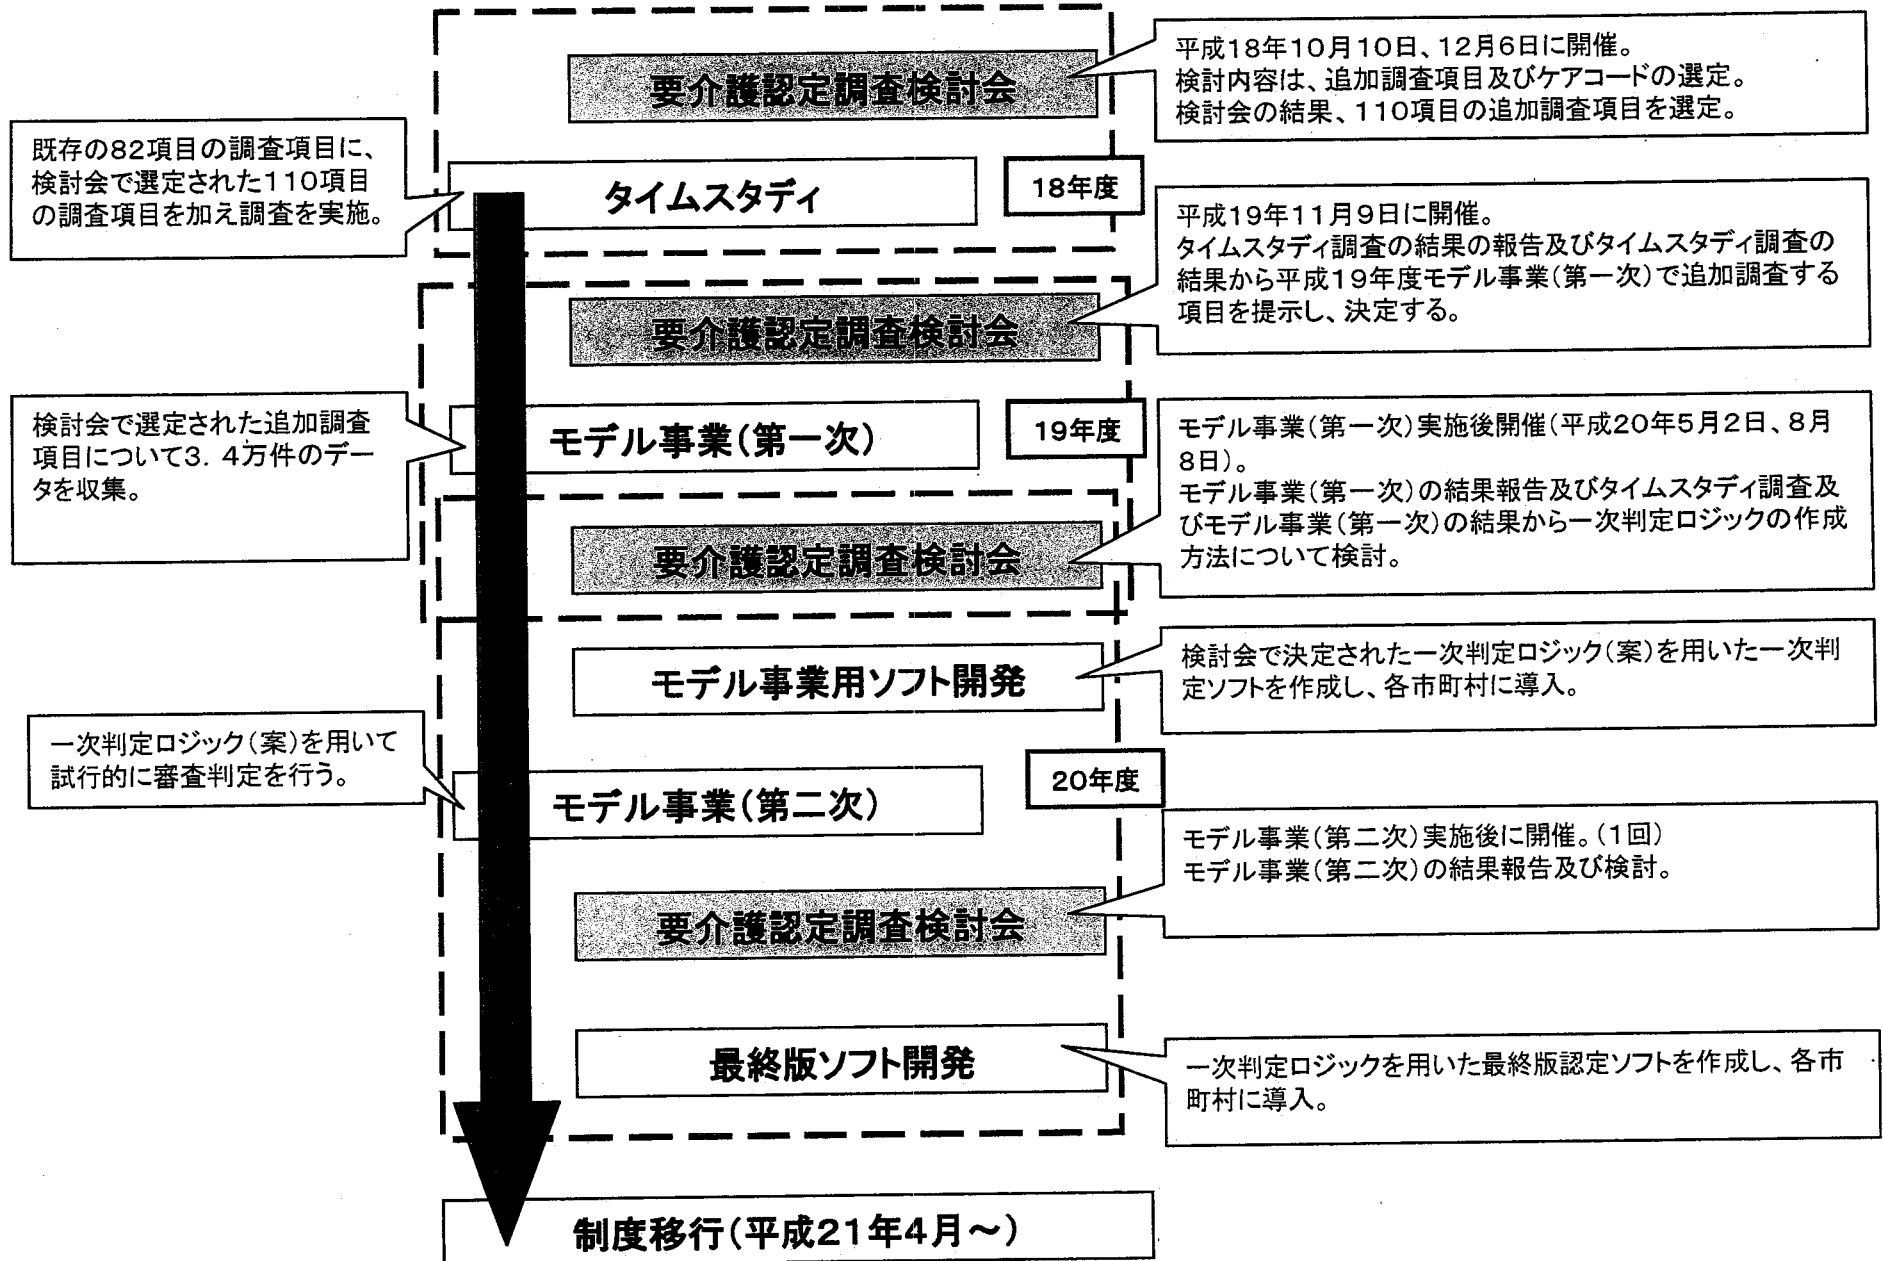 要介護認定調査検討会
平成18年10月10日、12月6日に開催。
検討内容は、追加調査項目及びケアコードの選定。
検討会の結果、110項目の追加調査項目を選定。
既存の82項目の調査項目に、
検討会で選定された110項目
の調査項目を加え調査を実施。
タイムスタディ
18年度
平成19年11月9日に開催。
タイムスタディ調査の結果の報告及びタイムスタディ調査の
結果から平成19年度モデル事業(第一次)で追加調査する
項目を提示し、決定する。
要介護認定調査検討会
検討会で選定された追加調査
項目について3.4万件のデー
タを収集。
モデル事業(第一次)
19年度
モデル事業(第一次)実施後開催(平成20年5月2日、8月
8日)。
モデル事業(第一次)の結果報告及びタイムスタディ調査及
びモデル事業(第一次)の結果から一次判定ロジックの作成
方法について検討。
要介護認定調査検討会
モデル事業用ソフト開発
検討会で決定された一次判定ロジック(案)を用いた一次判
定ソフトを作成し、各市町村に導入。
一次判定ロジック(案)を用いて
試行的に審査判定を行う。
モデル事業(第二次)
20年度
モデル事業(第二次)実施後に開催。(1回)
モデル事業(第二次)の結果報告及び検討。
要介護認定調査検討会
最終版ソフト開発
一次判定ロジックを用いた最終版認定ソフトを作成し、各市
町村に導入。
制度移行(平成21年4月~)